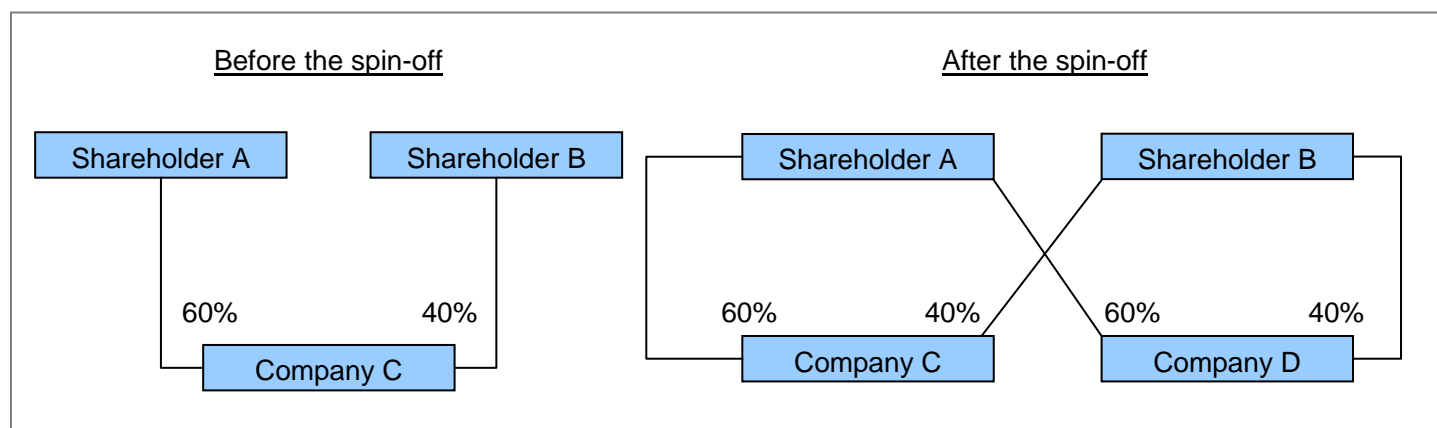 Before the spin-off
After the spin-off
Shareholder A
Shareholder B
Shareholder A
Shareholder B
60%
40%
60%
40%
60%
40%
Company C
Company C
Company D